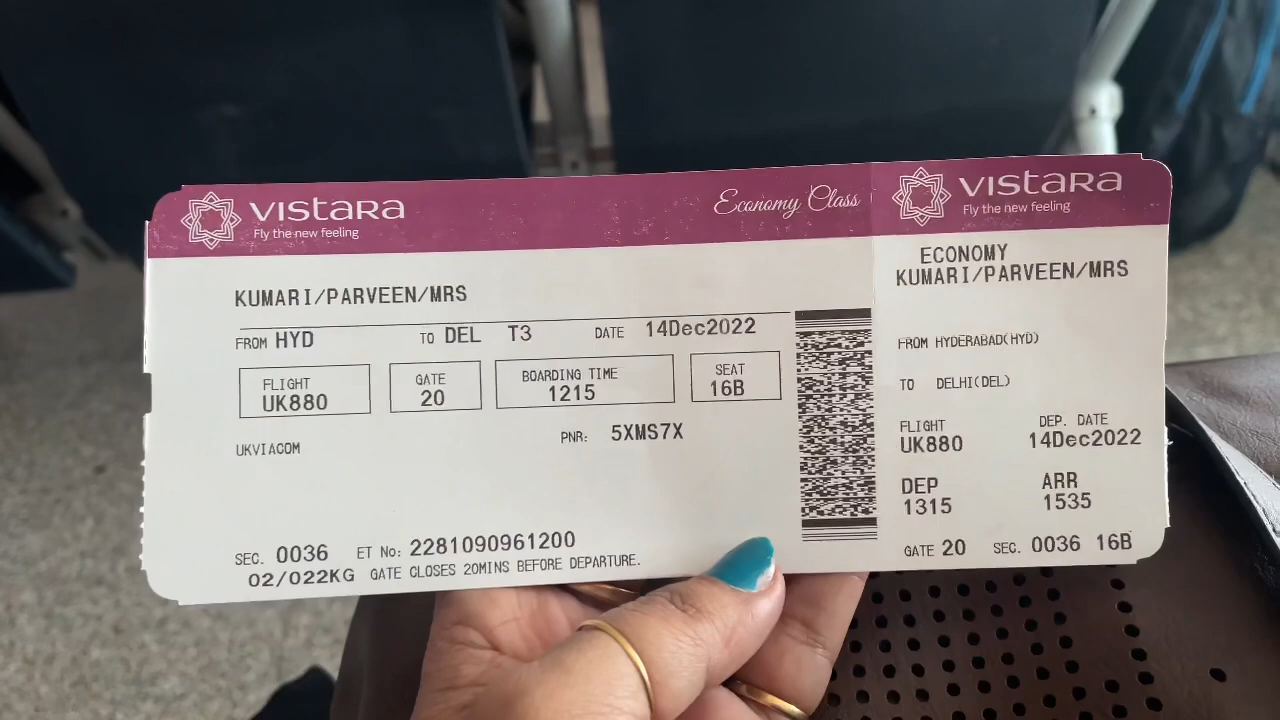 VISTARA
Fly the new feeling
Economy Class
KUMARI/PARVEEN/MRS
FROM HYD TO DEL T3 DATE 14Dec2022
FLIGHT GATE BOARDING TIME SEAT
UK880 20 1215 16B
UKVIACOM PNR: 5XMS7X
SEC. 0036 ET No: 2281090961200
02/022KG GATE CLOSES 20MINS BEFORE DEPARTURE.
VISTARA
Fly the new feeling
ECONOMY
KUMARI/PARVEEN/MRS
FROM HYDERABAD(HYD)
TO DELHI(DEL)
FLIGHT DEP. DATE
UK880 14Dec2022
DEP ARR
1315 1535
GATE 20 SEC. 0036 16B